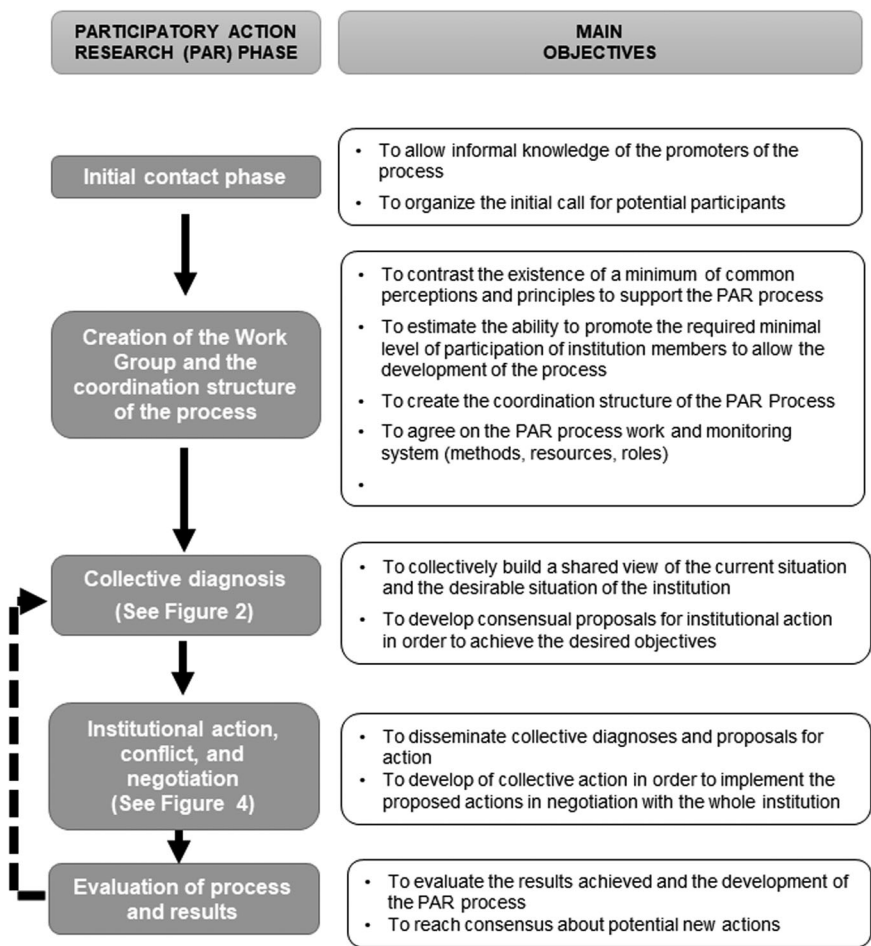 PARTICIPATORY ACTION
RESEARCH (PAR) PHASE
MAIN
OBJECTIVES
Initial contact phase
• To allow informal knowledge of the promoters of the
process
• To organize the initial call for potential participants
Creation of the Work
Group and the
coordination structure
of the process
• To contrast the existence of a minimum of common
perceptions and principles to support the PAR process
• To estimate the ability to promote the required minimal
level of participation of institution members to allow the
development of the process
• To create the coordination structure of the PAR Process
• To agree on the PAR process work and monitoring
system (methods, resources, roles)
•
Collective diagnosis
(See Figure 2)
• To collectively build a shared view of the current situation
and the desirable situation of the institution
• To develop consensual proposals for institutional action
in order to achieve the desired objectives
Institutional action,
conflict, and
negotiation
(See Figure 4)
• To disseminate collective diagnoses and proposals for
action
• To develop of collective action in order to implement the
proposed actions in negotiation with the whole institution
Evaluation of process
and results
• To evaluate the results achieved and the development of
the PAR process
• To reach consensus about potential new actions